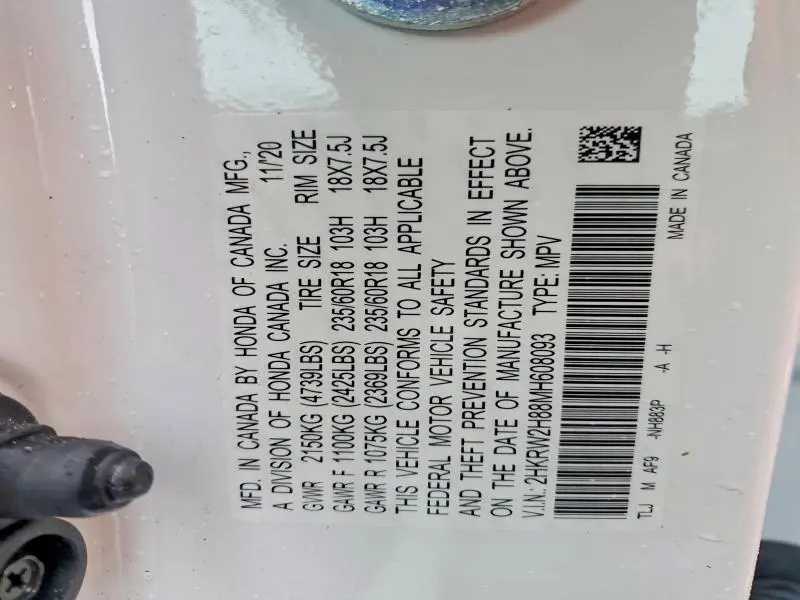 MFD. IN CANADA BY HONDA OF CANADA MFG.,
A DIVISION OF HONDA CANADA INC. 11/20
GVWR 2150KG (4739LBS) TIRE SIZE RIM SIZE
GAWR F 1100KG (2425LBS) 235/60R18 103H 18X7.5J
GAWR R 1075KG (2369LBS) 235/60R18 103H 18X7.5J
THIS VEHICLE CONFORMS TO ALL APPLICABLE
FEDERAL MOTOR VEHICLE SAFETY
AND THEFT PREVENTION STANDARDS IN EFFECT
ON THE DATE OF MANUFACTURE SHOWN ABOVE.
V.I.N.: 2HKRW2H88MH608093 TYPE: MPV
TLJ M AF9 -NH883P -A -H
MADE IN CANADA